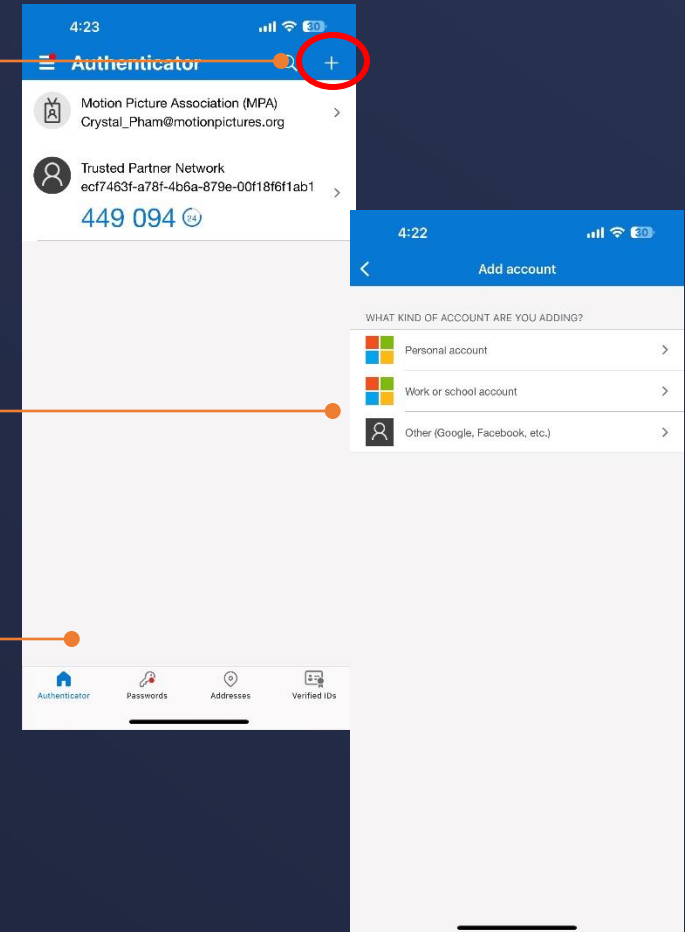 4:23
30
Authenticator
Motion Picture Association (MPA)
Crystal_Pham@motionpictures.org
Trusted Partner Network
ecf7463f-a78f-4b6a-879e-00f18f6f1ab1
449 094 24
Authenticator Passwords Addresses Verified IDs
4:22
30
Add account
WHAT KIND OF ACCOUNT ARE YOU ADDING?
Personal account
Work or school account
Other (Google, Facebook, etc.)